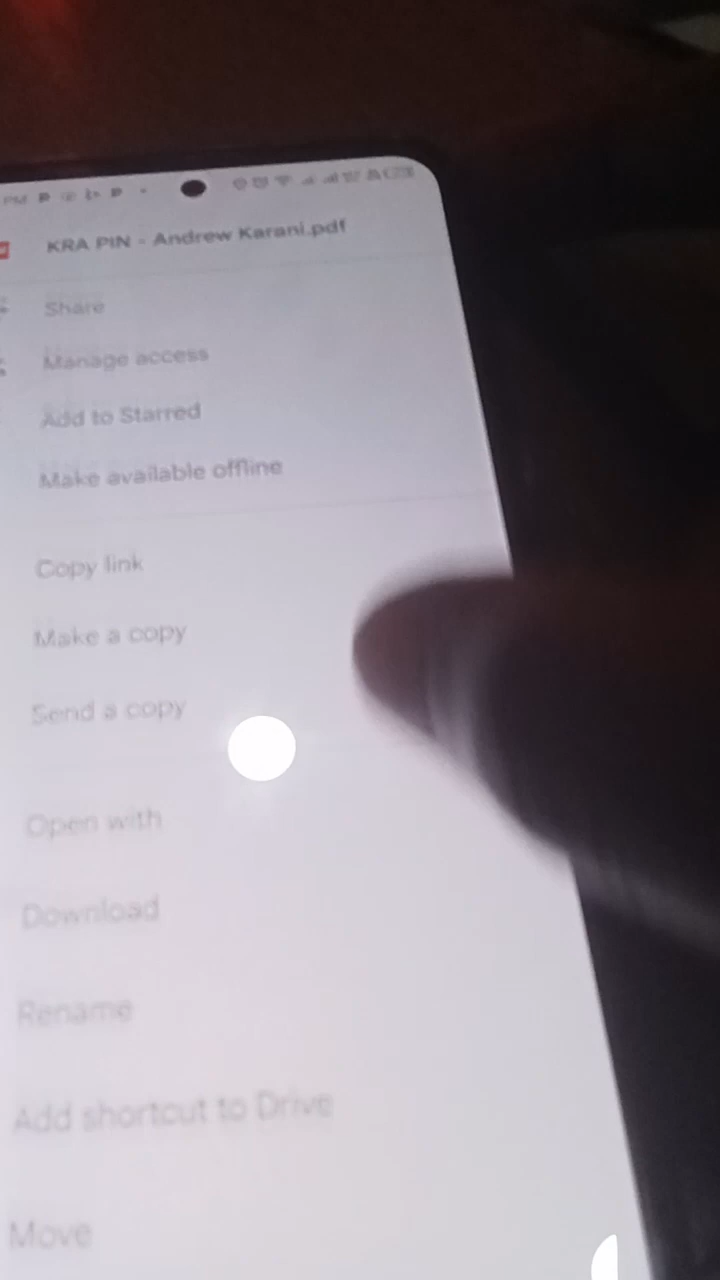 PM
KRA PIN - Andrew Karani.pdf
Share
Manage access
Add to Starred
Make available offline
Copy link
Make a copy
Send a copy
Open with
Download
Rename
Add shortcut to Drive
Move